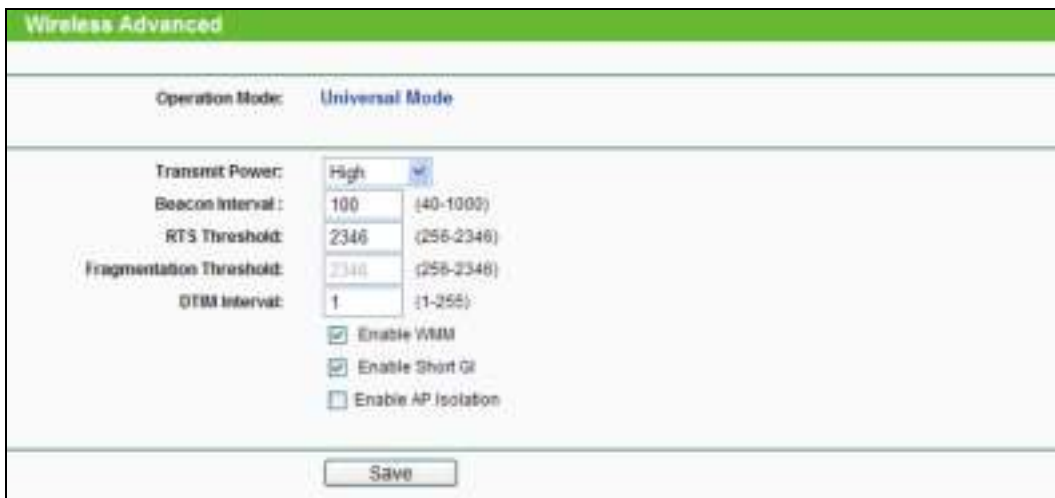 Wireless Advanced
Operation Mode: Universal Mode
Transmit Power: High
Beacon Interval : 100 (40-1000)
RTS Threshold: 2346 (256-2346)
Fragmentation Threshold: 2346 (256-2346)
DTIM Interval: 1 (1-255)
Enable WMM
Enable Short GI
Enable AP Isolation
Save